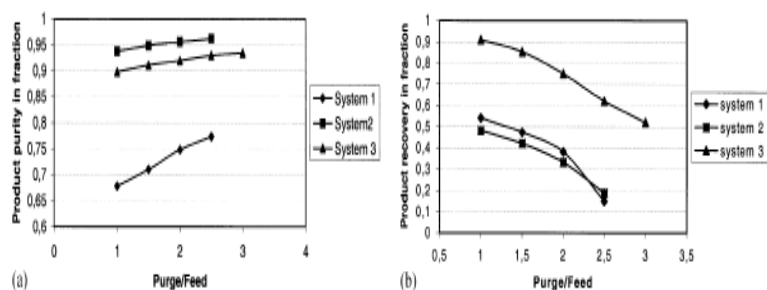 Product purity in fraction
1
0,95
0,9
0,85
0,8
0,75
0,7
0,65
0,6
0
1
2
3
4
Purge/Feed
(a)
System 1
System2
System 3
Product recovery in fraction
1
0,9
0,8
0,7
0,6
0,5
0,4
0,3
0,2
0,1
0
0,5
1
1,5
2
2,5
3
3,5
Purge/Feed
(b)
system 1
system 2
system 3